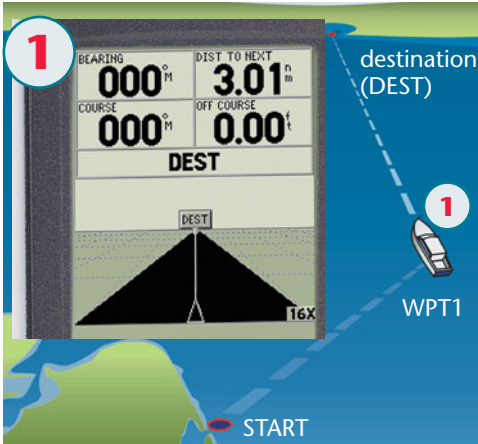 1
BEARING
000°M
DIST TO NEXT
3.01 nm
COURSE
000°M
OFF COURSE
0.00 ft
DEST
DEST
16X
destination
(DEST)
1
WPT1
START